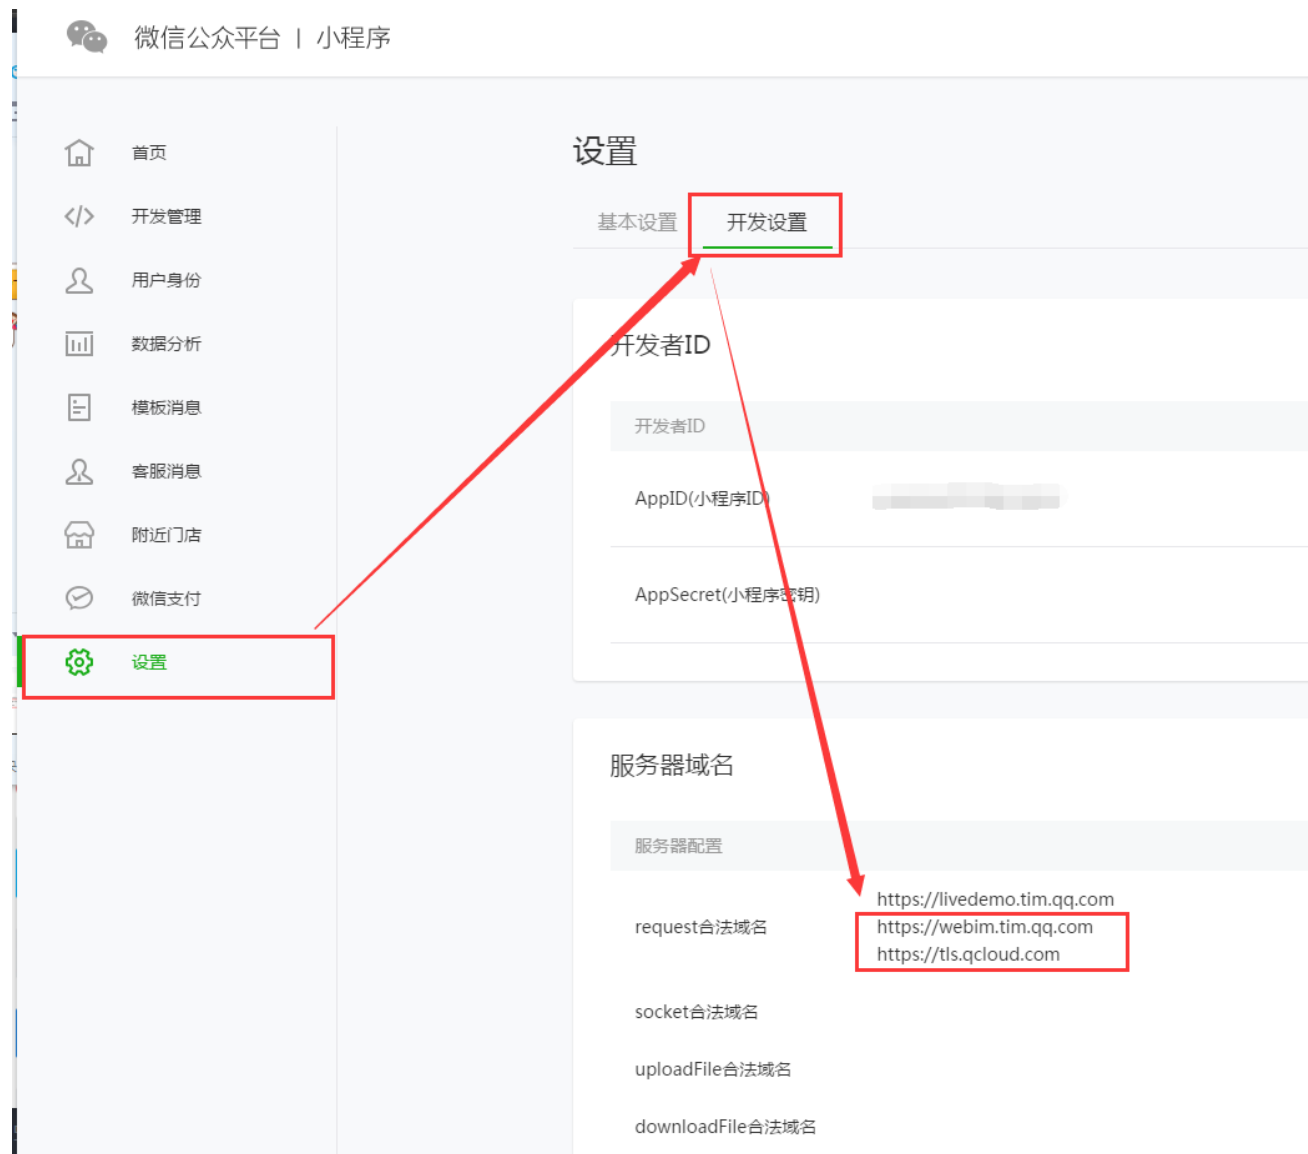 微信公众平台 | 小程序
首页
开发管理
用户身份
数据分析
模板消息
客服消息
附近门店
微信支付
设置
设置
基本设置 开发设置
开发者ID
开发者ID
AppID(小程序ID)
AppSecret(小程序密钥)
服务器域名
服务器配置
request合法域名
https://livedemo.tim.qq.com
https://webim.tim.qq.com
https://tls.qcloud.com
socket合法域名
uploadFile合法域名
downloadFile合法域名